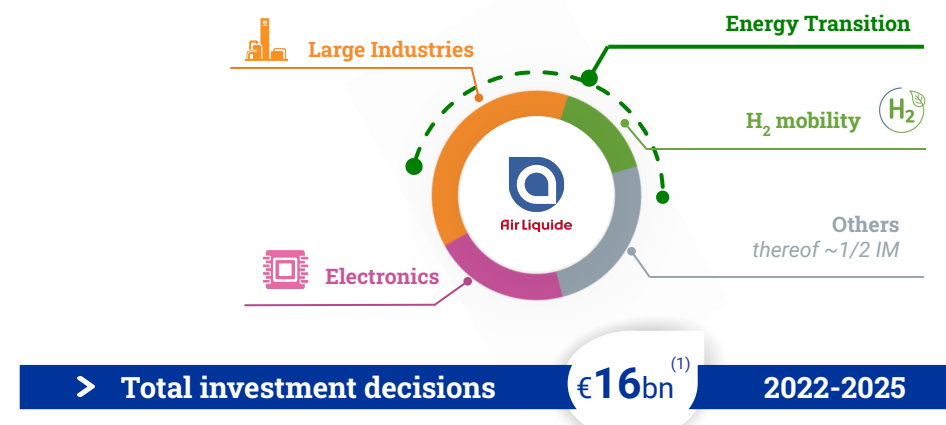 Energy Transition
Large Industries
H₂ mobility
H₂
Air Liquide
Others
thereof ~1/2 IM
Electronics
> Total investment decisions €16bn(1) 2022-2025